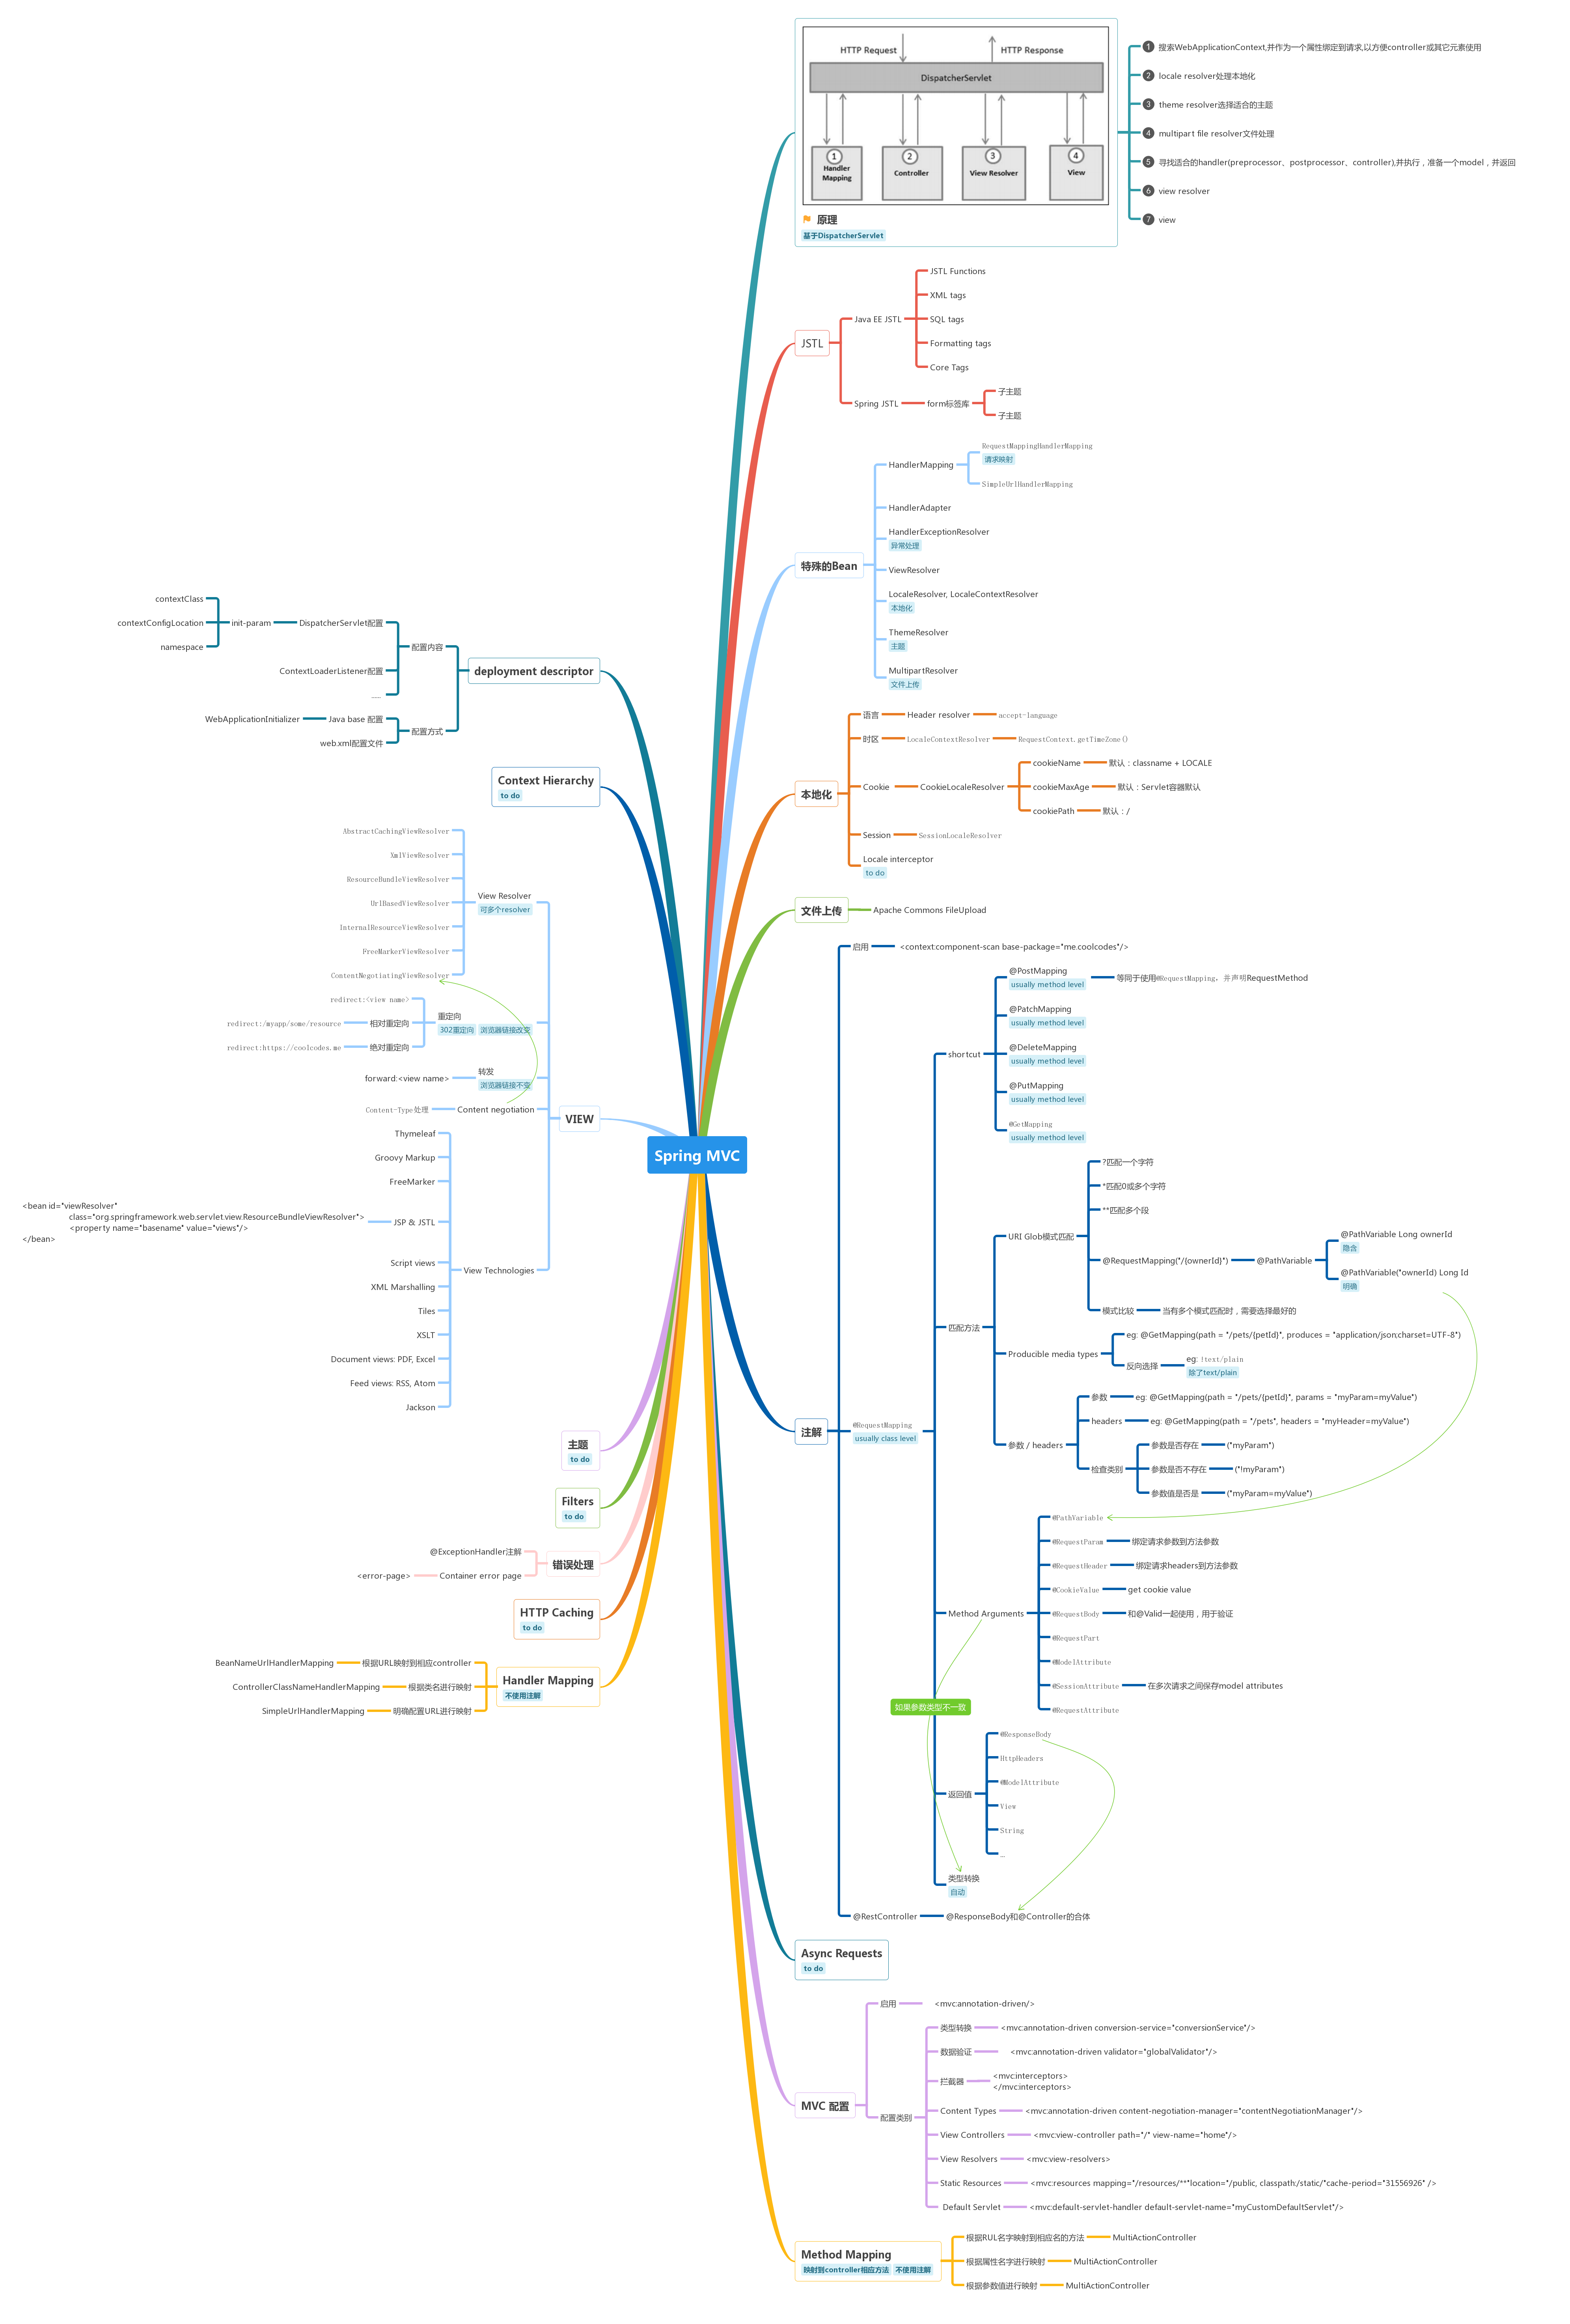 HTTP Request
HTTP Response
DispatcherServlet
1
Handler
Mapping
2
Controller
3
View Resolver
4
View
原理
基于DispatcherServlet
1 搜索WebApplicationContext,并作为一个属性绑定到请求,以方便controller或其它元素使用
2 locale resolver处理本地化
3 theme resolver选择适合的主题
4 multipart file resolver文件处理
5 寻找适合的handler(preprocessor、postprocessor、controller),并执行，准备一个model，并返回
6 view resolver
7 view
JSTL
Java EE JSTL
JSTL Functions
XML tags
SQL tags
Formatting tags
Core Tags
Spring JSTL
form标签库
子主题
子主题
特殊的Bean
HandlerMapping
RequestMappingHandlerMapping
请求映射
SimpleUrlHandlerMapping
HandlerAdapter
HandlerExceptionResolver
异常处理
ViewResolver
LocaleResolver, LocaleContextResolver
本地化
ThemeResolver
主题
MultipartResolver
文件上传
本地化
语言
Header resolver
accept-language
时区
LocaleContextResolver
RequestContext.getTimeZone()
Cookie
CookieLocaleResolver
cookieName
默认：classname + LOCALE
cookieMaxAge
默认：Servlet容器默认
cookiePath
默认：/
Session
SessionLocaleResolver
Locale interceptor
to do
文件上传
Apache Commons FileUpload
注解
启用
<context:component-scan base-package="me.coolcodes"/>
@RequestMapping
usually class level
shortcut
@PostMapping
usually method level
等同于使用@RequestMapping，并声明RequestMethod
@PatchMapping
usually method level
@DeleteMapping
usually method level
@PutMapping
usually method level
@GetMapping
usually method level
匹配方法
URI Glob模式匹配
?匹配一个字符
*匹配0或多个字符
**匹配多个段
@RequestMapping("/{ownerId}")
@PathVariable
@PathVariable Long ownerId
隐含
@PathVariable("ownerId) Long Id
明确
模式比较
当有多个模式匹配时，需要选择最好的
Producible media types
eg: @GetMapping(path = "/pets/{petId}", produces = "application/json;charset=UTF-8")
反向选择
eg: !text/plain
除了text/plain
参数 / headers
参数
eg: @GetMapping(path = "/pets/{petId}", params = "myParam=myValue")
headers
eg: @GetMapping(path = "/pets", headers = "myHeader=myValue")
检查类别
参数是否存在
("myParam")
参数是否不存在
("!myParam")
参数值是否是
("myParam=myValue")
Method Arguments
@PathVariable
@RequestParam
绑定请求参数到方法参数
@RequestHeader
绑定请求headers到方法参数
@CookieValue
get cookie value
@RequestBody
和@Valid一起使用，用于验证
@RequestPart
@ModelAttribute
@SessionAttribute
在多次请求之间保存model attributes
@RequestAttribute
如果参数类型不一致
返回值
@ResponseBody
HttpHeaders
@ModelAttribute
View
String
...
类型转换
自动
@RestController
@ResponseBody和@Controller的合体
Async Requests
to do
MVC 配置
启用
<mvc:annotation-driven/>
配置类别
类型转换
<mvc:annotation-driven conversion-service="conversionService"/>
数据验证
<mvc:annotation-driven validator="globalValidator"/>
拦截器
<mvc:interceptors>
</mvc:interceptors>
Content Types
<mvc:annotation-driven content-negotiation-manager="contentNegotiationManager"/>
View Controllers
<mvc:view-controller path="/" view-name="home"/>
View Resolvers
<mvc:view-resolvers>
Static Resources
<mvc:resources mapping="/resources/**"location="/public, classpath:/static/"cache-period="31556926" />
Default Servlet
<mvc:default-servlet-handler default-servlet-name="myCustomDefaultServlet"/>
Method Mapping
映射到controller相应方法 不使用注解
根据RUL名字映射到相应名的方法
MultiActionController
根据属性名字进行映射
MultiActionController
根据参数值进行映射
MultiActionController
Spring MVC
deployment descriptor
配置内容
DispatcherServlet配置
init-param
contextClass
contextConfigLocation
namespace
ContextLoaderListener配置
......
配置方式
Java base 配置
WebApplicationInitializer
web.xml配置文件
Context Hierarchy
to do
VIEW
View Resolver
可多个resolver
AbstractCachingViewResolver
XmlViewResolver
ResourceBundleViewResolver
UrlBasedViewResolver
InternalResourceViewResolver
FreeMarkerViewResolver
ContentNegotiatingViewResolver
重定向
302重定向 浏览器链接改变
redirect:<view name>
相对重定向
redirect:/myapp/some/resource
绝对重定向
redirect:https://coolcodes.me
转发
浏览器链接不变
forward:<view name>
Content negotiation
Content-Type处理
View Technologies
Thymeleaf
Groovy Markup
FreeMarker
JSP & JSTL
<bean id="viewResolver"
class="org.springframework.web.servlet.view.ResourceBundleViewResolver">
<property name="basename" value="views"/>
</bean>
Script views
XML Marshalling
Tiles
XSLT
Document views: PDF, Excel
Feed views: RSS, Atom
Jackson
主题
to do
Filters
to do
错误处理
@ExceptionHandler注解
Container error page
<error-page>
HTTP Caching
to do
Handler Mapping
不使用注解
根据URL映射到相应controller
BeanNameUrlHandlerMapping
根据类名进行映射
ControllerClassNameHandlerMapping
明确配置URL进行映射
SimpleUrlHandlerMapping